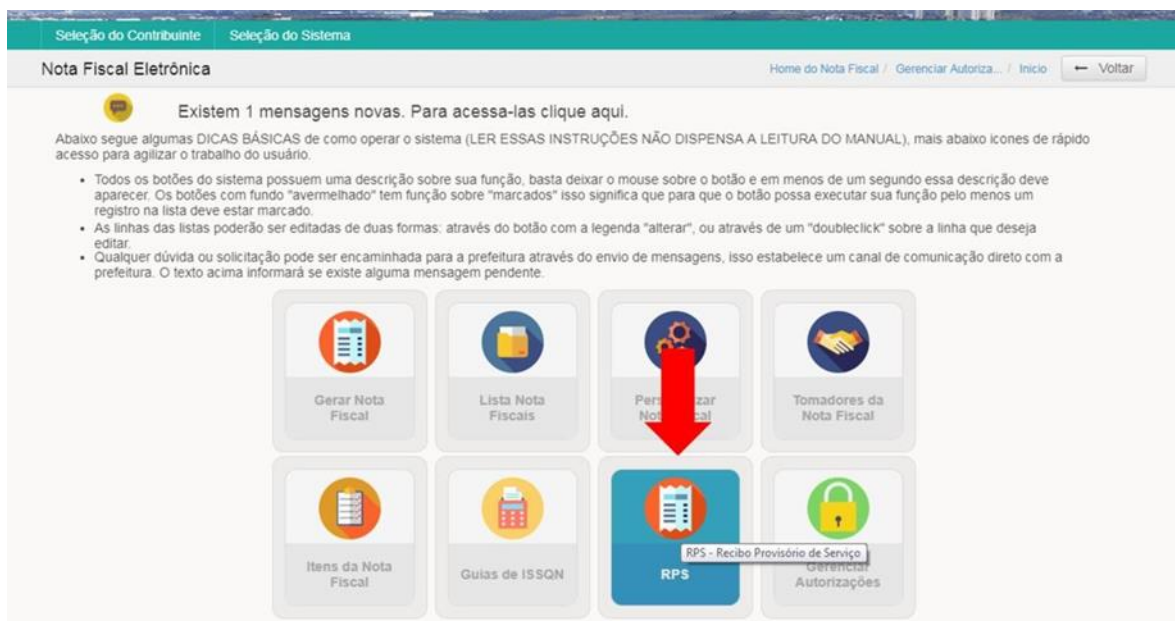 Seleção do Contribuinte Seleção do Sistema
Nota Fiscal Eletrônica
Home do Nota Fiscal / Gerenciar Autoriza... / Inicio ← Voltar
Existem 1 mensagens novas. Para acessa-las clique aqui.
Abaixo segue algumas DICAS BÁSICAS de como operar o sistema (LER ESSAS INSTRUÇÕES NÃO DISPENSA A LEITURA DO MANUAL), mais abaixo icones de rápido
acesso para agilizar o trabalho do usuário.
• Todos os botões do sistema possuem uma descrição sobre sua função, basta deixar o mouse sobre o botão e em menos de um segundo essa descrição deve
aparecer. Os botões com fundo "avermelhado" tem função sobre "marcados" isso significa que para que o botão possa executar sua função pelo menos um
registro na lista deve estar marcado.
• As linhas das listas poderão ser editadas de duas formas: através do botão com a legenda "alterar", ou através de um "doubleclick" sobre a linha que deseja
editar.
• Qualquer dúvida ou solicitação pode ser encaminhada para a prefeitura através do envio de mensagens, isso estabelece um canal de comunicação direto com a
prefeitura. O texto acima informará se existe alguma mensagem pendente.
Gerar Nota
Fiscal
Lista Nota
Fiscais
Tomadores da
Nota Fiscal
Itens da Nota
Fiscal
Guias de ISSQN
RPS - Recibo Provisório de Serviço
RPS
Gerenciar
Autorizações